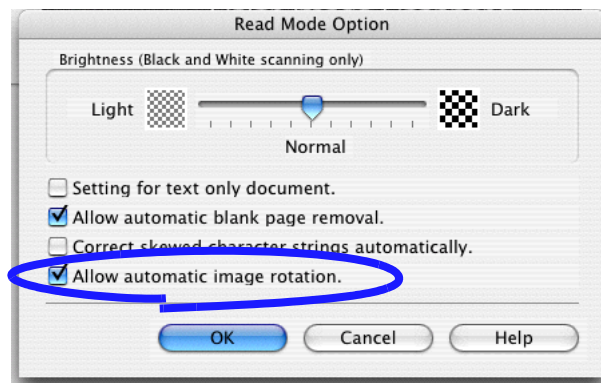 Read Mode Option
Brightness (Black and White scanning only)
Light Dark
Normal
Setting for text only document.
Allow automatic blank page removal.
Correct skewed character strings automatically.
Allow automatic image rotation.
OK Cancel Help